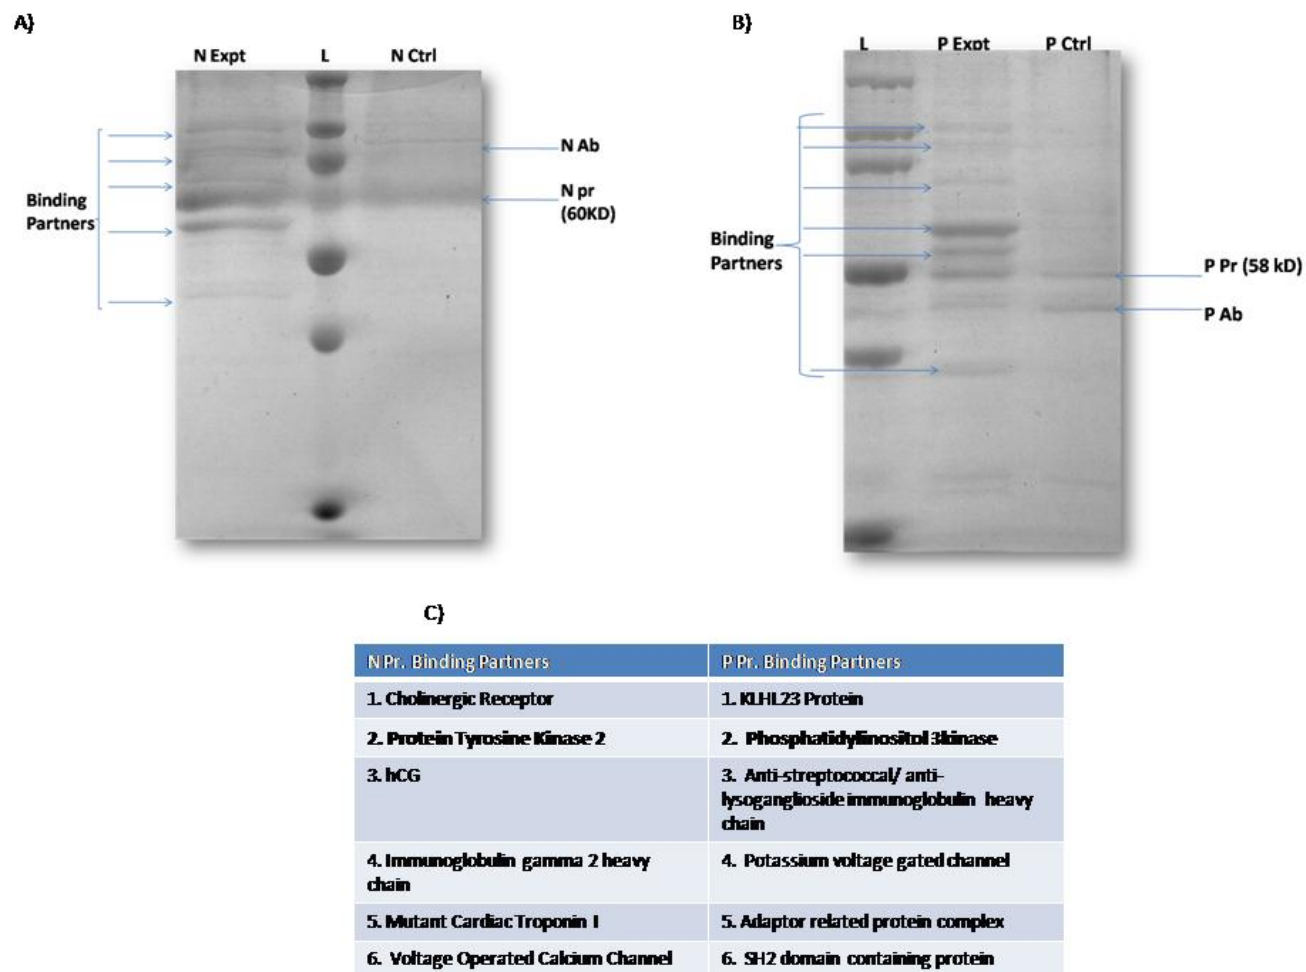 A)
N Expt L N Ctrl
N Ab
N pr
(60KD)
Binding
Partners
B)
L P Expt P Ctrl
Binding
Partners
P Pr (58 kD)
P Ab
C)
N Pr. Binding Partners P Pr. Binding Partners
1. Cholinergic Receptor 1. KLHL23 Protein
2. Protein Tyrosine Kinase 2 2. Phosphatidylinositol 3kinase
3. hCG 3. Anti-streptococcal/ anti-
lysoganglioside immunoglobulin heavy
chain
4. Immunoglobulin gamma 2 heavy
chain
4. Potassium voltage gated channel
5. Mutant Cardiac Troponin I 5. Adaptor related protein complex
6. Voltage Operated Calcium Channel 6. SH2 domain containing protein